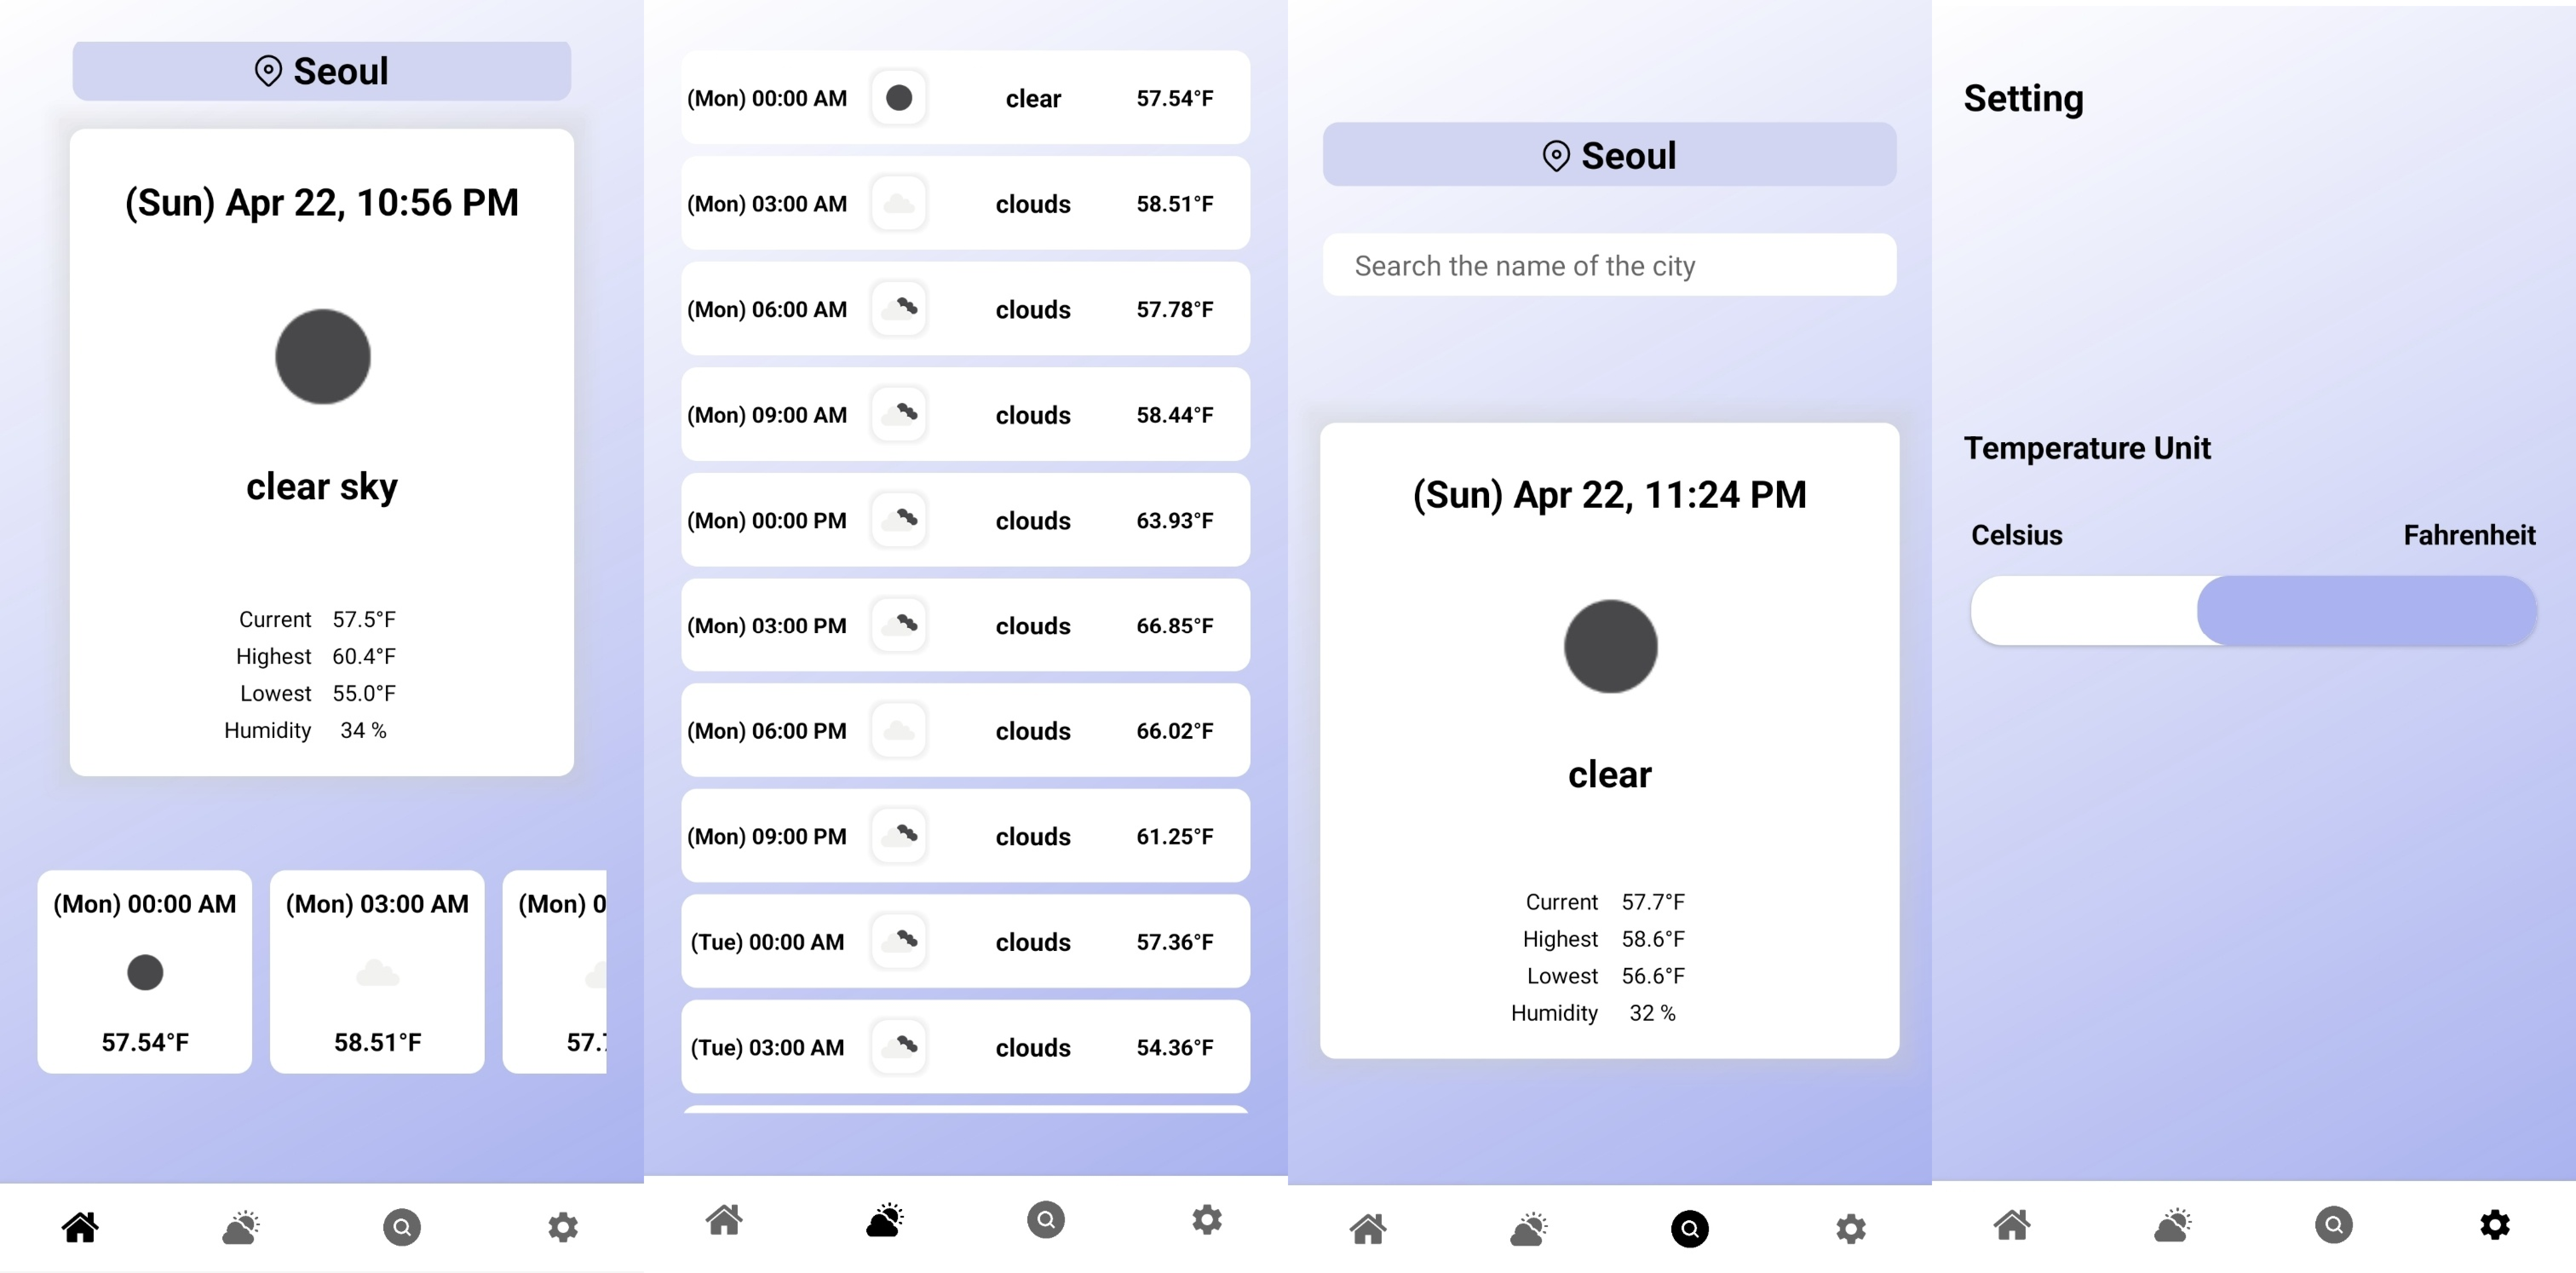 Seoul
(Sun) Apr 22, 10:56 PM
clear sky
Current 57.5°F
Highest 60.4°F
Lowest 55.0°F
Humidity 34 %
(Mon) 00:00 AM (Mon) 03:00 AM (Mon) 0
57.54°F 58.51°F 57.
(Mon) 00:00 AM clear 57.54°F
(Mon) 03:00 AM clouds 58.51°F
(Mon) 06:00 AM clouds 57.78°F
(Mon) 09:00 AM clouds 58.44°F
(Mon) 00:00 PM clouds 63.93°F
(Mon) 03:00 PM clouds 66.85°F
(Mon) 06:00 PM clouds 66.02°F
(Mon) 09:00 PM clouds 61.25°F
(Tue) 00:00 AM clouds 57.36°F
(Tue) 03:00 AM clouds 54.36°F
Seoul
Search the name of the city
(Sun) Apr 22, 11:24 PM
clear
Current 57.7°F
Highest 58.6°F
Lowest 56.6°F
Humidity 32 %
Setting
Temperature Unit
Celsius Fahrenheit